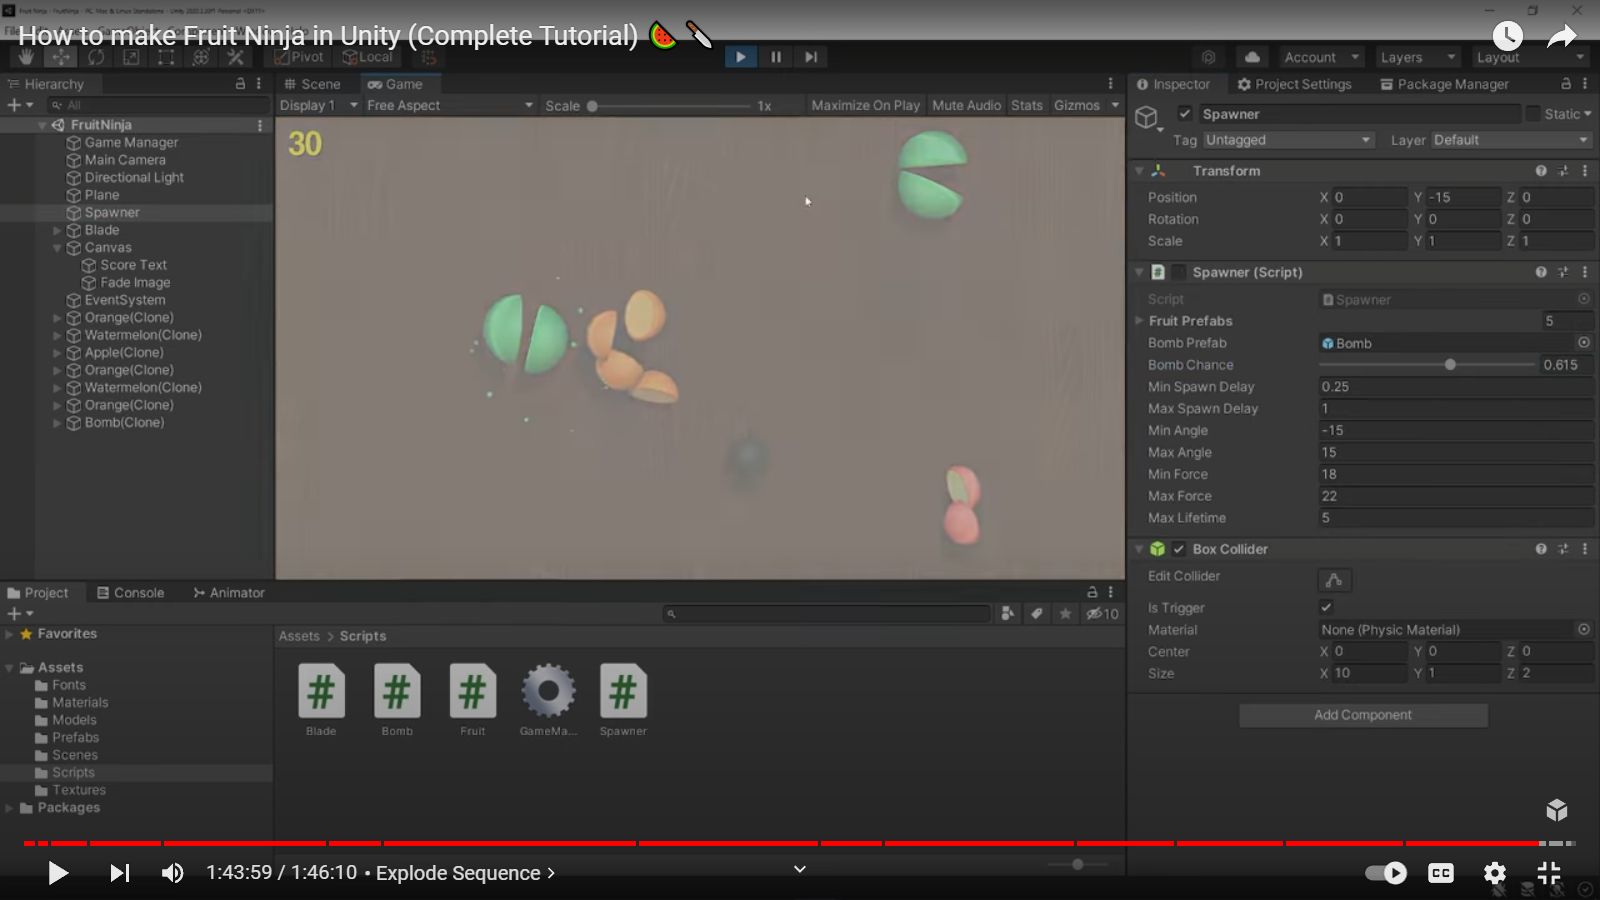 How to make Fruit Ninja in Unity (Complete Tutorial) 🍉🔪
Pivot
Local
Account
Layers
Layout
Hierarchy
All
FruitNinja
Game Manager
Main Camera
Directional Light
Plane
Spawner
Blade
Canvas
Score Text
Fade Image
EventSystem
Orange(Clone)
Watermelon(Clone)
Apple(Clone)
Orange(Clone)
Watermelon(Clone)
Orange(Clone)
Bomb(Clone)
Scene
Game
Display 1
Free Aspect
Scale
1x
Maximize On Play
Mute Audio
Stats
Gizmos
30
Inspector
Project Settings
Package Manager
Spawner
Static
Tag Untagged
Layer Default
Transform
Position X 0 Y -15 Z 0
Rotation X 0 Y 0 Z 0
Scale X 1 Y 1 Z 1
Spawner (Script)
Script Spawner
Fruit Prefabs 5
Bomb Prefab Bomb
Bomb Chance 0.615
Min Spawn Delay 0.25
Max Spawn Delay 1
Min Angle -15
Max Angle 15
Min Force 18
Max Force 22
Max Lifetime 5
Box Collider
Edit Collider
Is Trigger
Material None (Physic Material)
Center X 0 Y 0 Z 0
Size X 10 Y 1 Z 2
Add Component
Project
Console
Animator
10
Favorites
Assets
Fonts
Materials
Models
Prefabs
Scenes
Scripts
Textures
Packages
Assets > Scripts
Blade
Bomb
Fruit
GameMa...
Spawner
1:43:59 / 1:46:10 • Explode Sequence >
CC